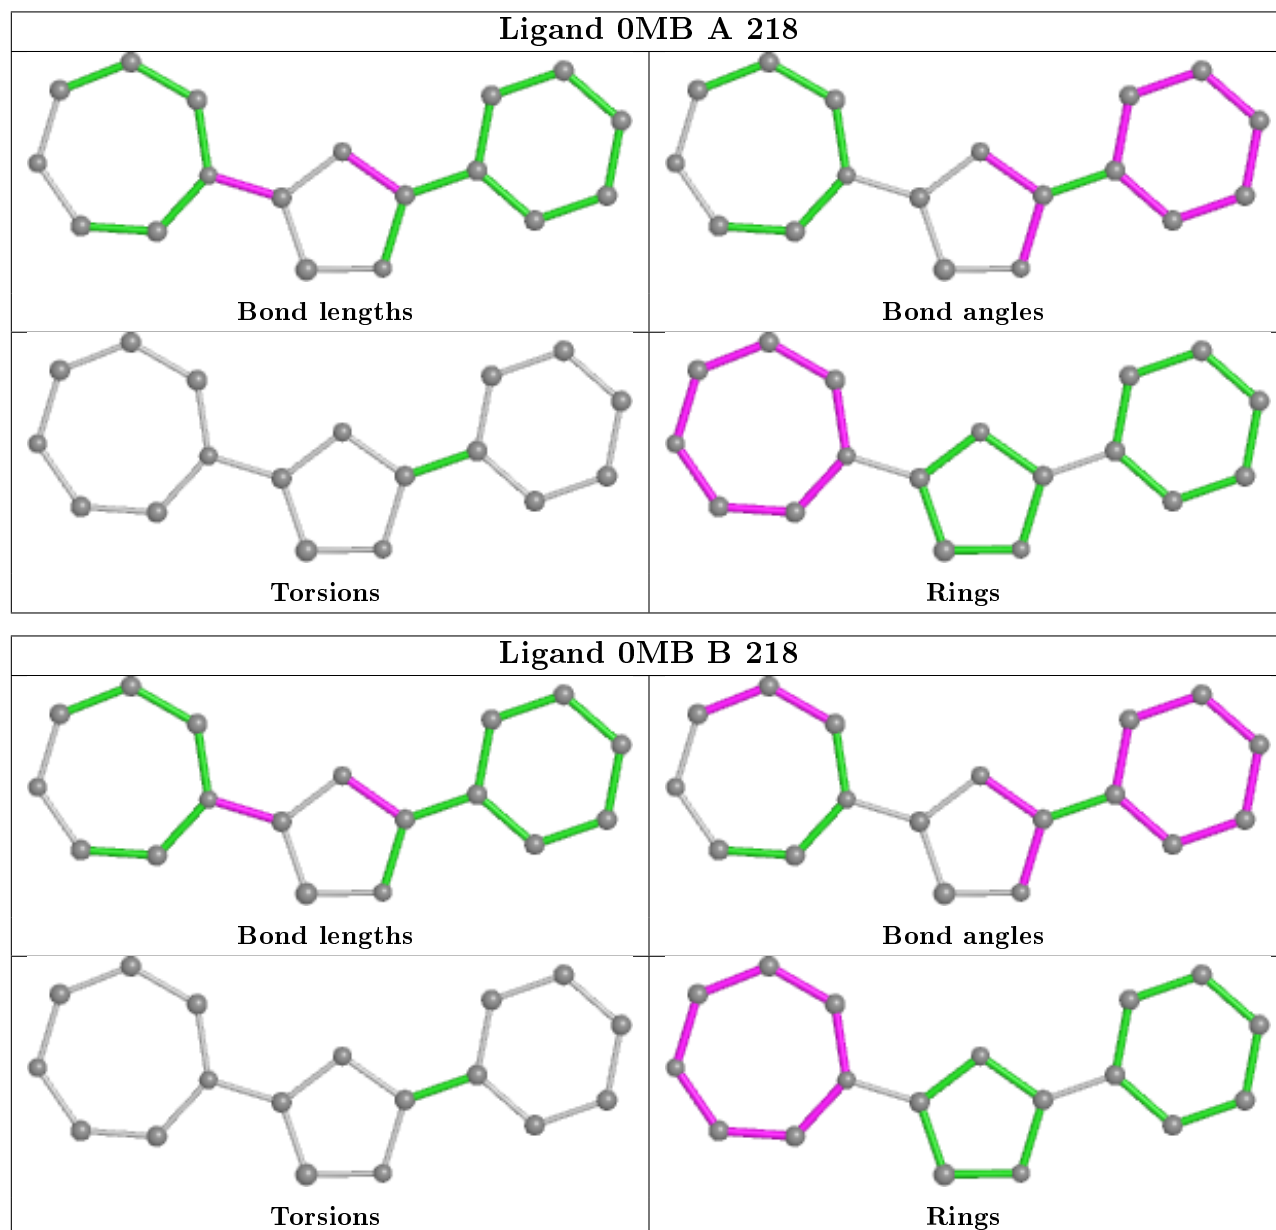 Ligand 0MB A 218
Bond lengths
Bond angles
Torsions
Rings
Ligand 0MB B 218
Bond lengths
Bond angles
Torsions
Rings